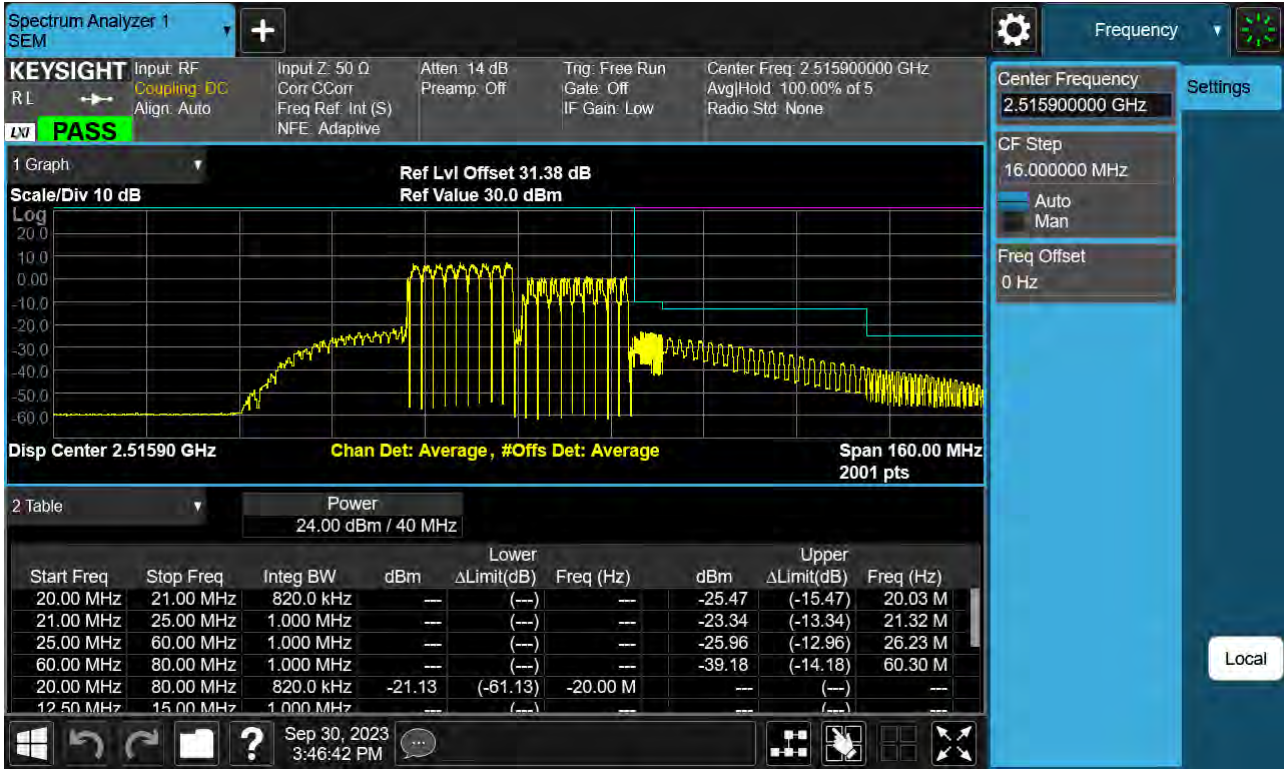 Spectrum Analyzer 1
SEM
Frequency
KEYSIGHT
R L
LXI
PASS
Input: RF
Coupling: DC
Align: Auto
Input Z: 50 Ω
Corr CCorr
Freq Ref: Int (S)
NFE: Adaptive
Atten: 14 dB
Preamp: Off
Trig: Free Run
Gate: Off
IF Gain: Low
Center Freq: 2.515900000 GHz
Avg|Hold: 100.00% of 5
Radio Std: None
Center Frequency
2.515900000 GHz
Settings
CF Step
16.000000 MHz
Auto
Man
Freq Offset
0 Hz
1 Graph
Ref Lvl Offset 31.38 dB
Scale/Div 10 dB
Ref Value 30.0 dBm
Log
20.0
10.0
0.00
-10.0
-20.0
-30.0
-40.0
-50.0
-60.0
Disp Center 2.51590 GHz
Chan Det: Average, #Offs Det: Average
Span 160.00 MHz
2001 pts
2 Table
Power
24.00 dBm / 40 MHz
Lower Upper
Start Freq Stop Freq Integ BW dBm ΔLimit(dB) Freq (Hz) dBm ΔLimit(dB) Freq (Hz)
20.00 MHz 21.00 MHz 820.0 kHz --- (---) --- -25.47 (-15.47) 20.03 M
21.00 MHz 25.00 MHz 1.000 MHz --- (---) --- -23.34 (-13.34) 21.32 M
25.00 MHz 60.00 MHz 1.000 MHz --- (---) --- -25.96 (-12.96) 26.23 M
60.00 MHz 80.00 MHz 1.000 MHz --- (---) --- -39.18 (-14.18) 60.30 M
20.00 MHz 80.00 MHz 820.0 kHz -21.13 (-61.13) -20.00 M --- (---) ---
12.50 MHz 15.00 MHz 1.000 MHz --- (---) --- --- (---) ---
Local
Sep 30, 2023
3:46:42 PM